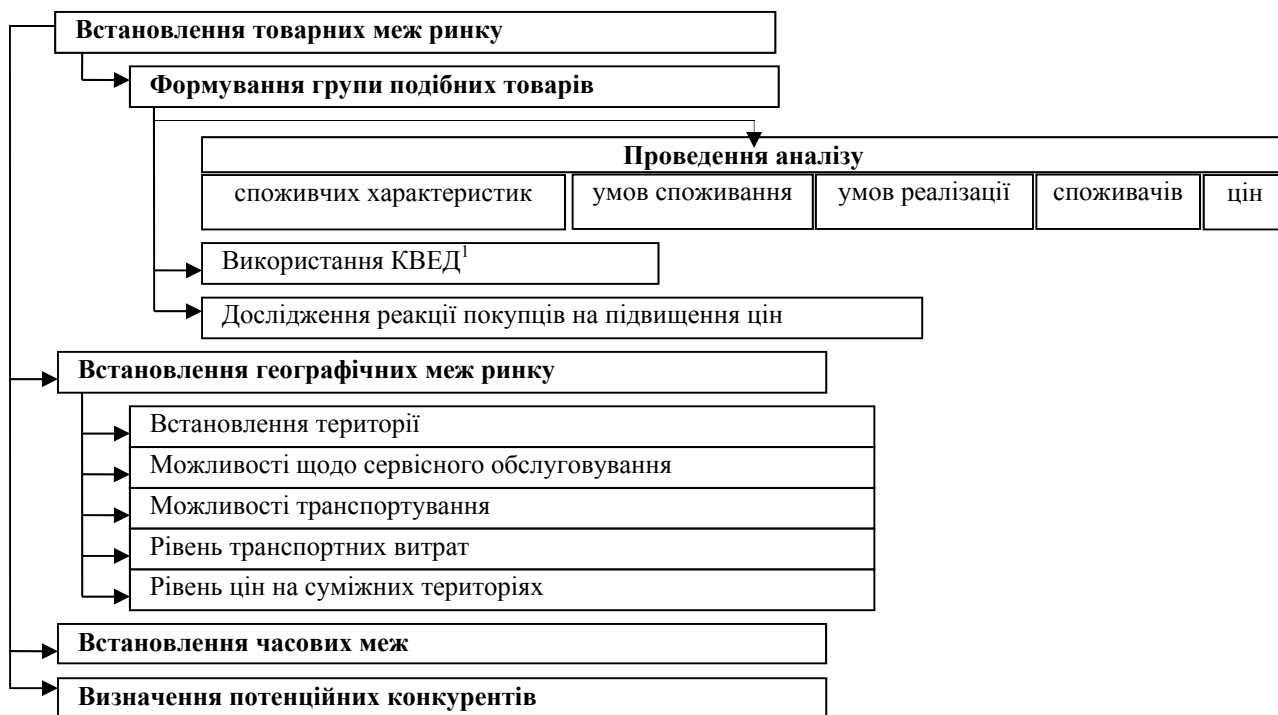 Встановлення товарних меж ринку
Формування групи подібних товарів
Проведення аналізу
споживчих характеристик умов споживання умов реалізації споживачів цін
Використання КВЕД¹
Дослідження реакції покупців на підвищення цін
Встановлення географічних меж ринку
Встановлення території
Можливості щодо сервісного обслуговування
Можливості транспортування
Рівень транспортних витрат
Рівень цін на суміжних територіях
Встановлення часових меж
Визначення потенційних конкурентів